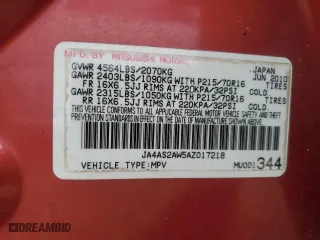 MFD. BY MITSUBISHI MOTORS
GVWR 4564LBS/2070KG JAPAN
GAWR 2403LBS/1090KG WITH P215/70R16 JUN.2010
FR 16X6.5JJ RIMS AT 220KPA/32PSI COLD
GAWR 2315LBS/1050KG WITH P215/70R16
RR 16X6.5JJ RIMS AT 220KPA/32PSI COLD
THIS VEHICLE CONFORMS TO ALL APPLICABLE
FEDERAL MOTOR VEHICLE SAFETY AND
THEFT PREVENTION STANDARDS IN EFFECT ON
THE DATE OF MANUFACTURE SHOWN ABOVE.
JA4AS2AW5AZ017218
VEHICLE TYPE:MPV MU001344
DREAMBID.COM